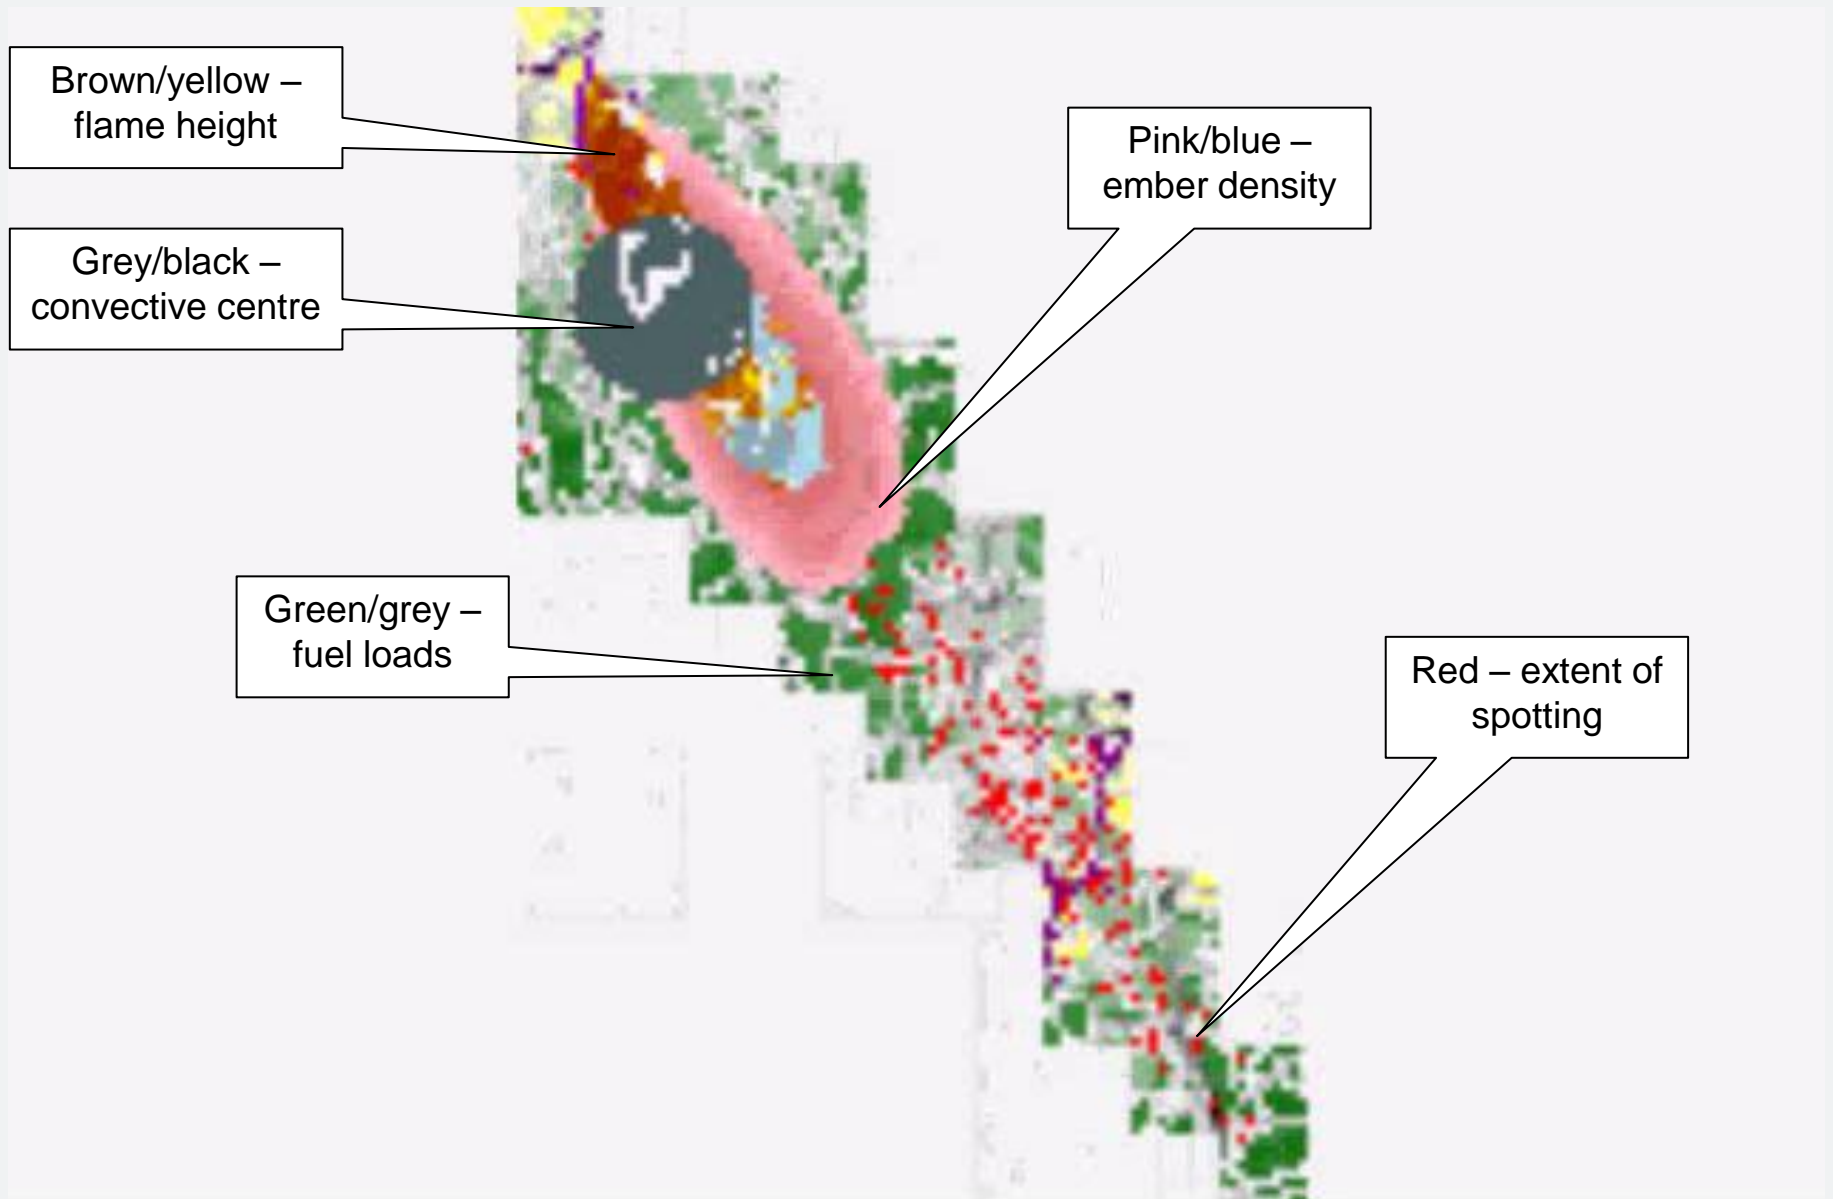 Brown/yellow –
flame height
Pink/blue –
ember density
Grey/black –
convective centre
Green/grey –
fuel loads
Red – extent of
spotting